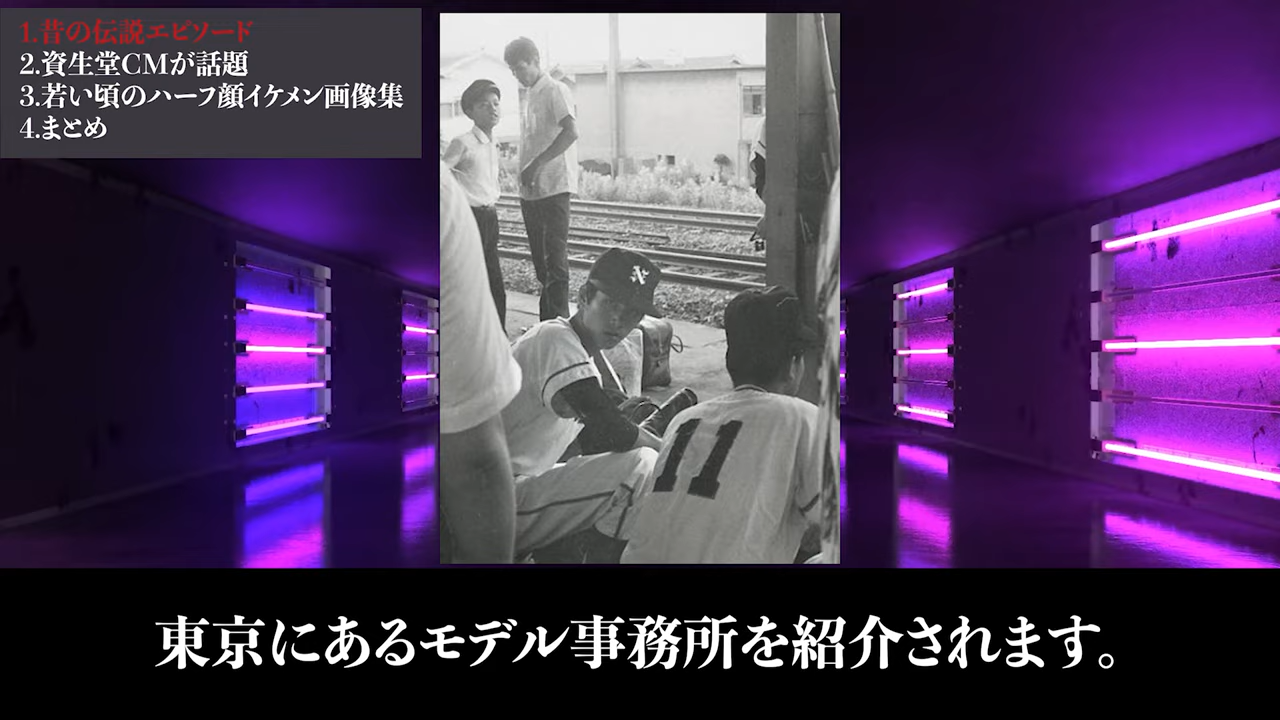 1.昔の伝説エピソード
2.資生堂CMが話題
3.若い頃のハーフ顔イケメン画像集
4.まとめ
11
東京にあるモデル事務所を紹介されます。